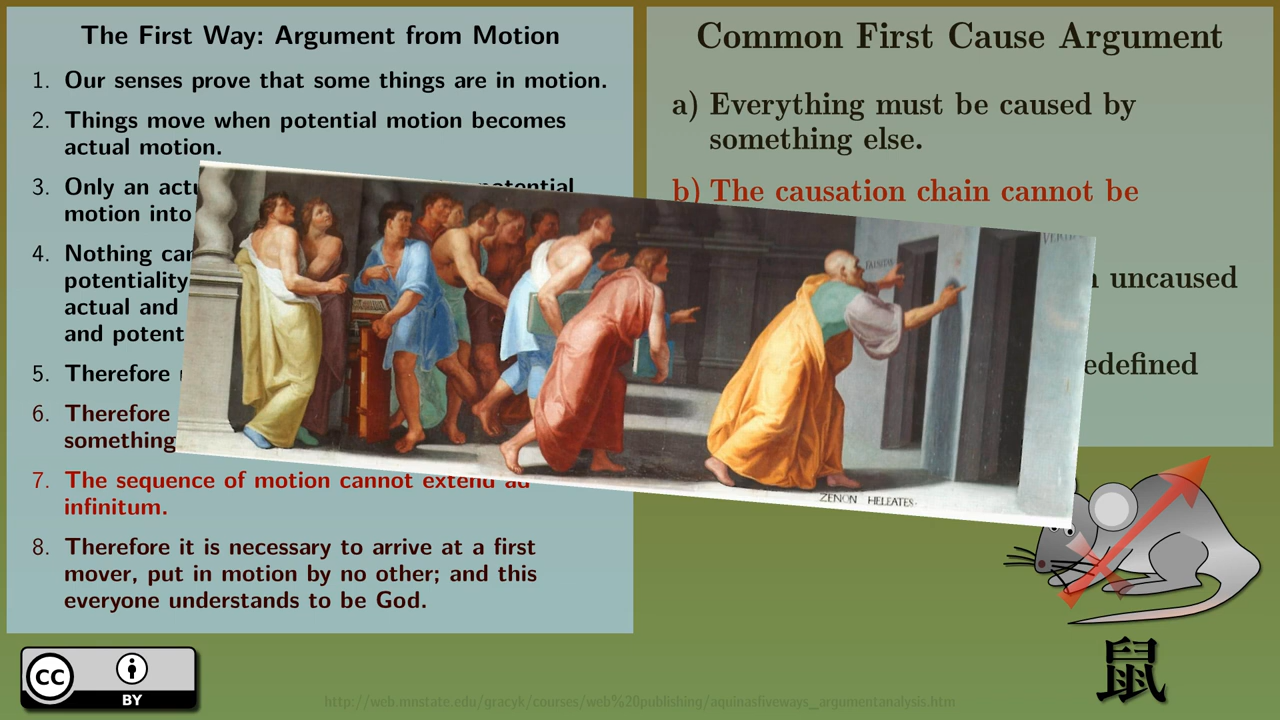 The First Way: Argument from Motion
1. Our senses prove that some things are in motion.
2. Things move when potential motion becomes
actual motion.
3. Only an potential
motion into
4. Nothing
potentiality
actual and
and
5. Therefore
6. Therefore
something
7. The sequence of motion cannot extend ad
infinitum.
8. Therefore it is necessary to arrive at a first
mover, put in motion by no other; and this
everyone understands to be God.
Common First Cause Argument
a) Everything must be caused by
something else.
b) The causation chain cannot be
uncaused
FALSITAS
VERITAS
ZENON HELEATES.
cc
BY
鼠
http://web.mnstate.edu/gracyk/courses/web%20publishing/aquinasfiveways_argumentanalysis.htm